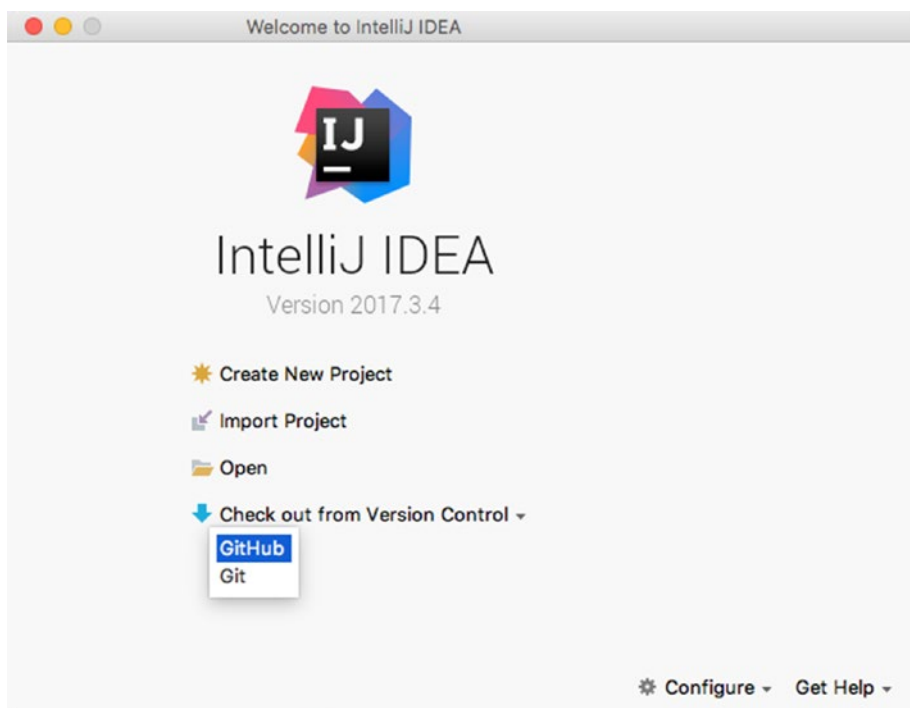 Welcome to IntelliJ IDEA
IJ
IntelliJ IDEA
Version 2017.3.4
Create New Project
Import Project
Open
Check out from Version Control
GitHub
Git
Configure
Get Help